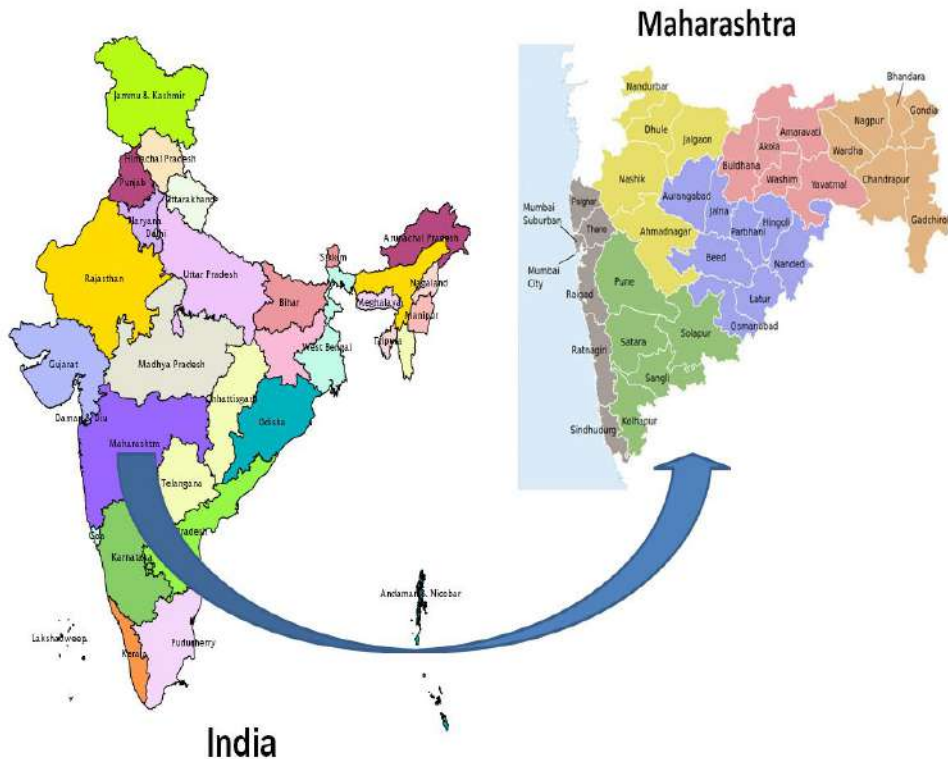 Maharashtra
Jammu & Kashmir
Himachal Pradesh
Punjab
Uttarakhand
Haryana
Delhi
Rajasthan
Uttar Pradesh
Arunachal Pradesh
Sikkim
Nagaland
Meghalaya
Manipur
Bihar
Tripura
West Bengal
Gujarat
Madhya Pradesh
Chhattisgarh
Daman & Diu
Odisha
Maharashtra
Telangana
Goa
Pradesh
Karnataka
Andaman & Nicobar
Lakshadweep
Kerala
Puducherry
India
Bhandara
Nandurbar
Gondia
Nagpur
Dhule
Jalgaon
Amaravati
Akola
Wardha
Buldhana
Washim
Nashik
Yavatmal
Chandrapur
Aurangabad
Palghar
Jalna
Hingoli
Mumbai
Suburban
Thane
Ahmadnagar
Parbhani
Gadchiroli
Beed
Nanded
Mumbai
City
Pune
Raigad
Latur
Osmanabad
Solapur
Ratnagiri
Satara
Sangli
Kolhapur
Sindhudurg